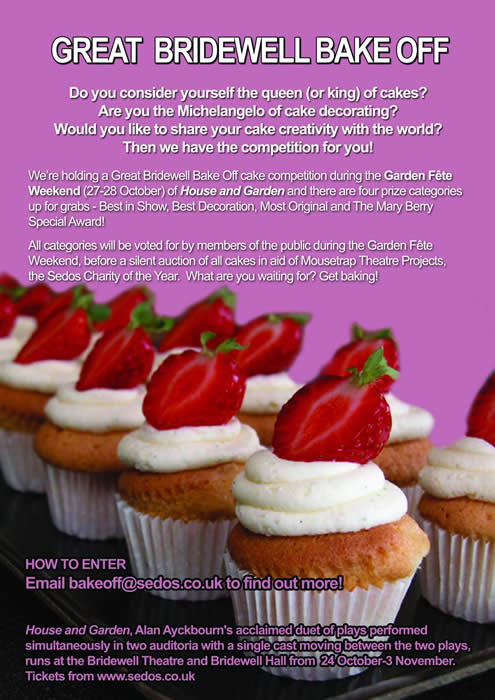 GREAT BRIDEWELL BAKE OFF
Do you consider yourself the queen (or king) of cakes?
Are you the Michelangelo of cake decorating?
Would you like to share your cake creativity with the world?
Then we have the competition for you!
We're holding a Great Bridewell Bake Off cake competition during the Garden Fête
Weekend (27-28 October) of House and Garden and there are four prize categories
up for grabs - Best in Show, Best Decoration, Most Original and The Mary Berry
Special Award!
All categories will be voted for by members of the public during the Garden Fête
Weekend, before a silent auction of all cakes in aid of Mousetrap Theatre Projects,
the Sedos Charity of the Year. What are you waiting for? Get baking!
HOW TO ENTER
Email bakeoff@sedos.co.uk to find out more!
House and Garden, Alan Ayckbourn's acclaimed duet of plays performed
simultaneously in two auditoria with a single cast moving between the two plays,
runs at the Bridewell Theatre and Bridewell Hall from 24 October-3 November.
Tickets from www.sedos.co.uk